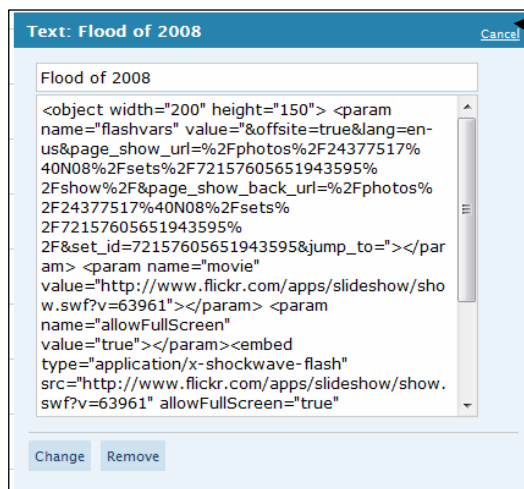 Text: Flood of 2008
Cancel
Flood of 2008
<object width="200" height="150"> <param
name="flashvars" value="&offsite=true&lang=en-
us&page_show_url=%2Fphotos%2F24377517%
40N08%2Fsets%2F72157605651943595%
2Fshow%2F&page_show_back_url=%2Fphotos%
2F24377517%40N08%2Fsets%
2F72157605651943595%
2F&set_id=72157605651943595&jump_to="></par
am> <param name="movie"
value="http://www.flickr.com/apps/slideshow/sho
w.swf?v=63961"></param> <param
name="allowFullScreen"
value="true"></param><embed
type="application/x-shockwave-flash"
src="http://www.flickr.com/apps/slideshow/show.
swf?v=63961" allowFullScreen="true"
Change Remove